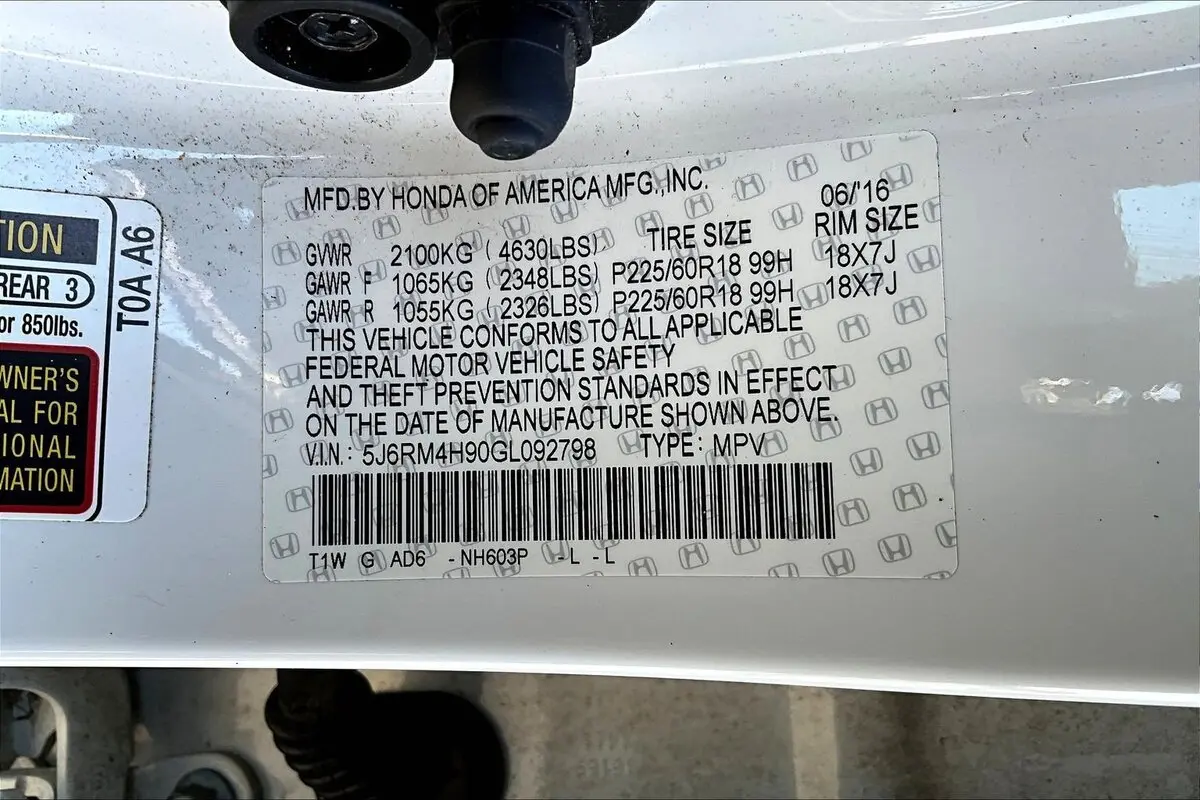 TION
REAR 3
or 850lbs.
WNER'S
AL FOR
IONAL
MATION
T0A A6
MFD.BY HONDA OF AMERICA MFG.,INC. 06/'16
TIRE SIZE RIM SIZE
GVWR 2100KG (4630LBS)
GAWR F 1065KG (2348LBS) P225/60R18 99H 18X7J
GAWR R 1055KG (2326LBS) P225/60R18 99H 18X7J
THIS VEHICLE CONFORMS TO ALL APPLICABLE
FEDERAL MOTOR VEHICLE SAFETY
AND THEFT PREVENTION STANDARDS IN EFFECT
ON THE DATE OF MANUFACTURE SHOWN ABOVE.
V.I.N.: 5J6RM4H90GL092798 TYPE: MPV
T1W G AD6 -NH603P -L -L